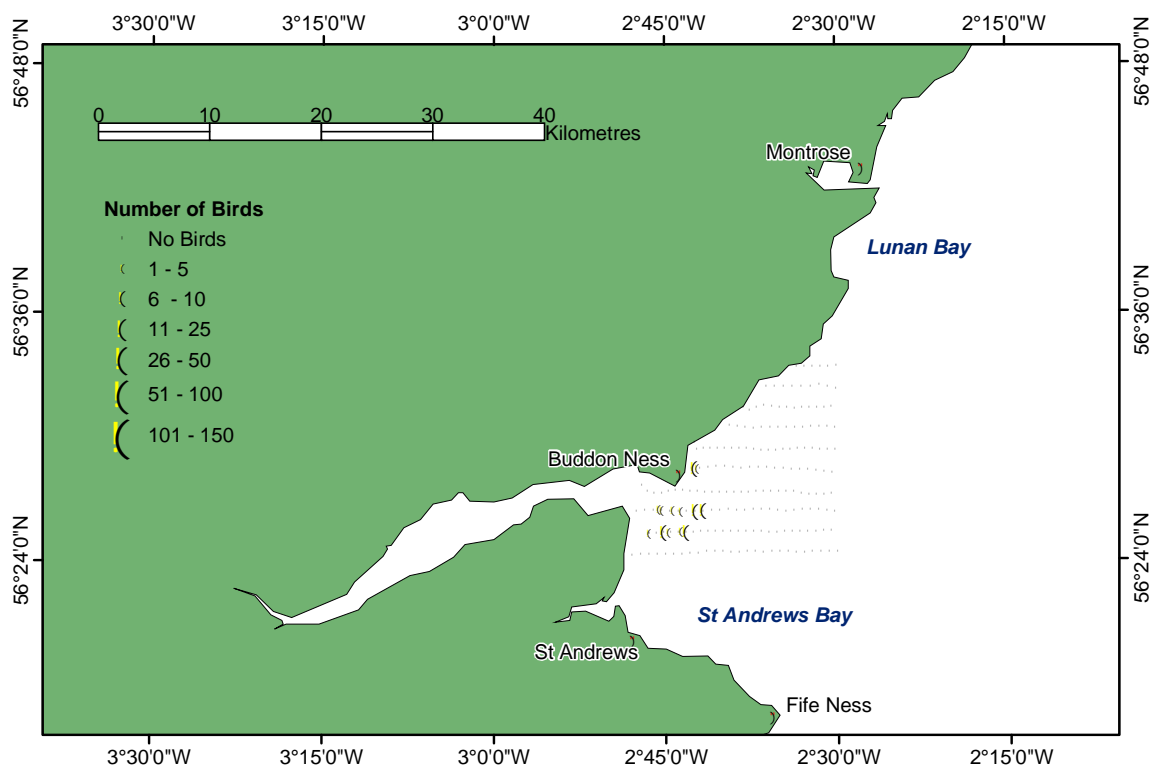 3°30'0"W 3°15'0"W 3°0'0"W 2°45'0"W 2°30'0"W 2°15'0"W
56°48'0"N 56°48'0"N
0 10 20 30 40
Kilometres
Montrose
Number of Birds
No Birds
Lunan Bay
1 - 5
6 - 10
56°36'0"N 56°36'0"N
11 - 25
26 - 50
51 - 100
101 - 150
Buddon Ness
56°24'0"N 56°24'0"N
St Andrews Bay
St Andrews
Fife Ness
3°30'0"W 3°15'0"W 3°0'0"W 2°45'0"W 2°30'0"W 2°15'0"W